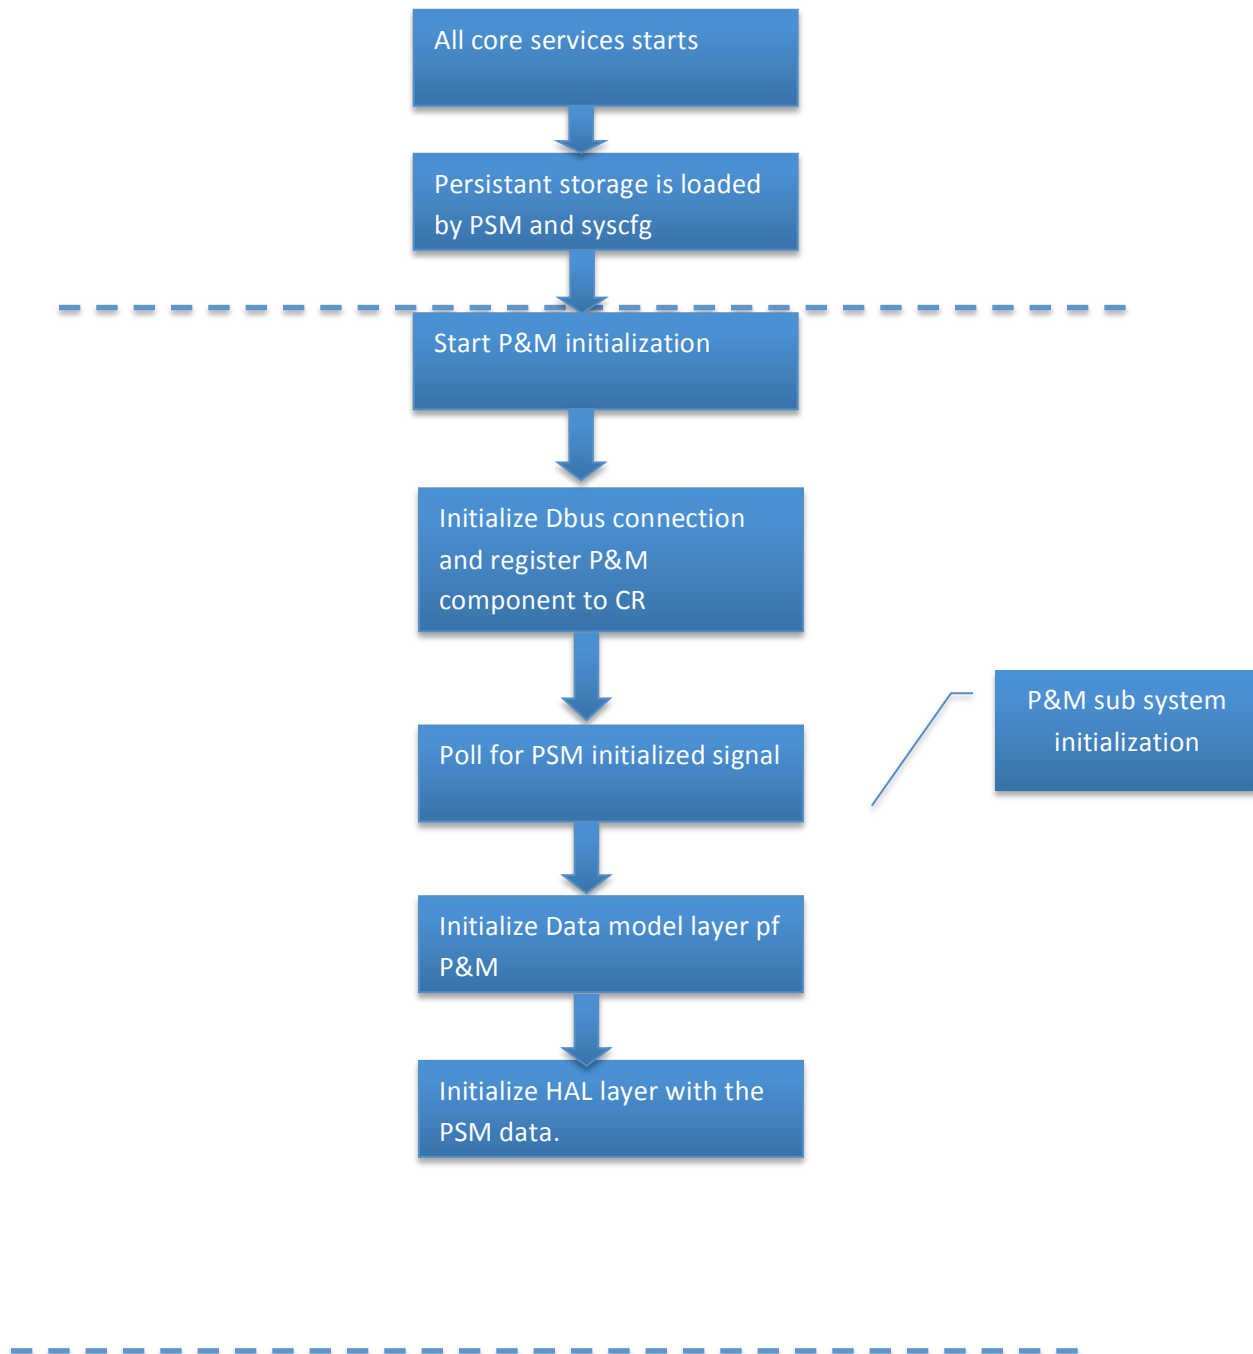 All core services starts
Persistant storage is loaded
by PSM and syscfg
Start P&M initialization
Initialize Dbus connection
and register P&M
component to CR
P&M sub system
initialization
Poll for PSM initialized signal
Initialize Data model layer pf
P&M
Initialize HAL layer with the
PSM data.